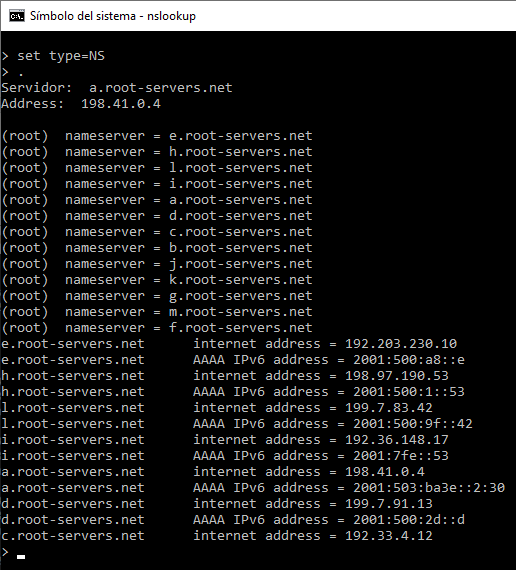 Símbolo del sistema - nslookup
> set type=NS
> .
Servidor:  a.root-servers.net
Address:  198.41.0.4
(root)  nameserver = e.root-servers.net
(root)  nameserver = h.root-servers.net
(root)  nameserver = l.root-servers.net
(root)  nameserver = i.root-servers.net
(root)  nameserver = a.root-servers.net
(root)  nameserver = d.root-servers.net
(root)  nameserver = c.root-servers.net
(root)  nameserver = b.root-servers.net
(root)  nameserver = j.root-servers.net
(root)  nameserver = k.root-servers.net
(root)  nameserver = g.root-servers.net
(root)  nameserver = m.root-servers.net
(root)  nameserver = f.root-servers.net
e.root-servers.net      internet address = 192.203.230.10
e.root-servers.net      AAAA IPv6 address = 2001:500:a8::e
h.root-servers.net      internet address = 198.97.190.53
h.root-servers.net      AAAA IPv6 address = 2001:500:1::53
l.root-servers.net      internet address = 199.7.83.42
l.root-servers.net      AAAA IPv6 address = 2001:500:9f::42
i.root-servers.net      internet address = 192.36.148.17
i.root-servers.net      AAAA IPv6 address = 2001:7fe::53
a.root-servers.net      internet address = 198.41.0.4
a.root-servers.net      AAAA IPv6 address = 2001:503:ba3e::2:30
d.root-servers.net      internet address = 199.7.91.13
d.root-servers.net      AAAA IPv6 address = 2001:500:2d::d
c.root-servers.net      internet address = 192.33.4.12
>